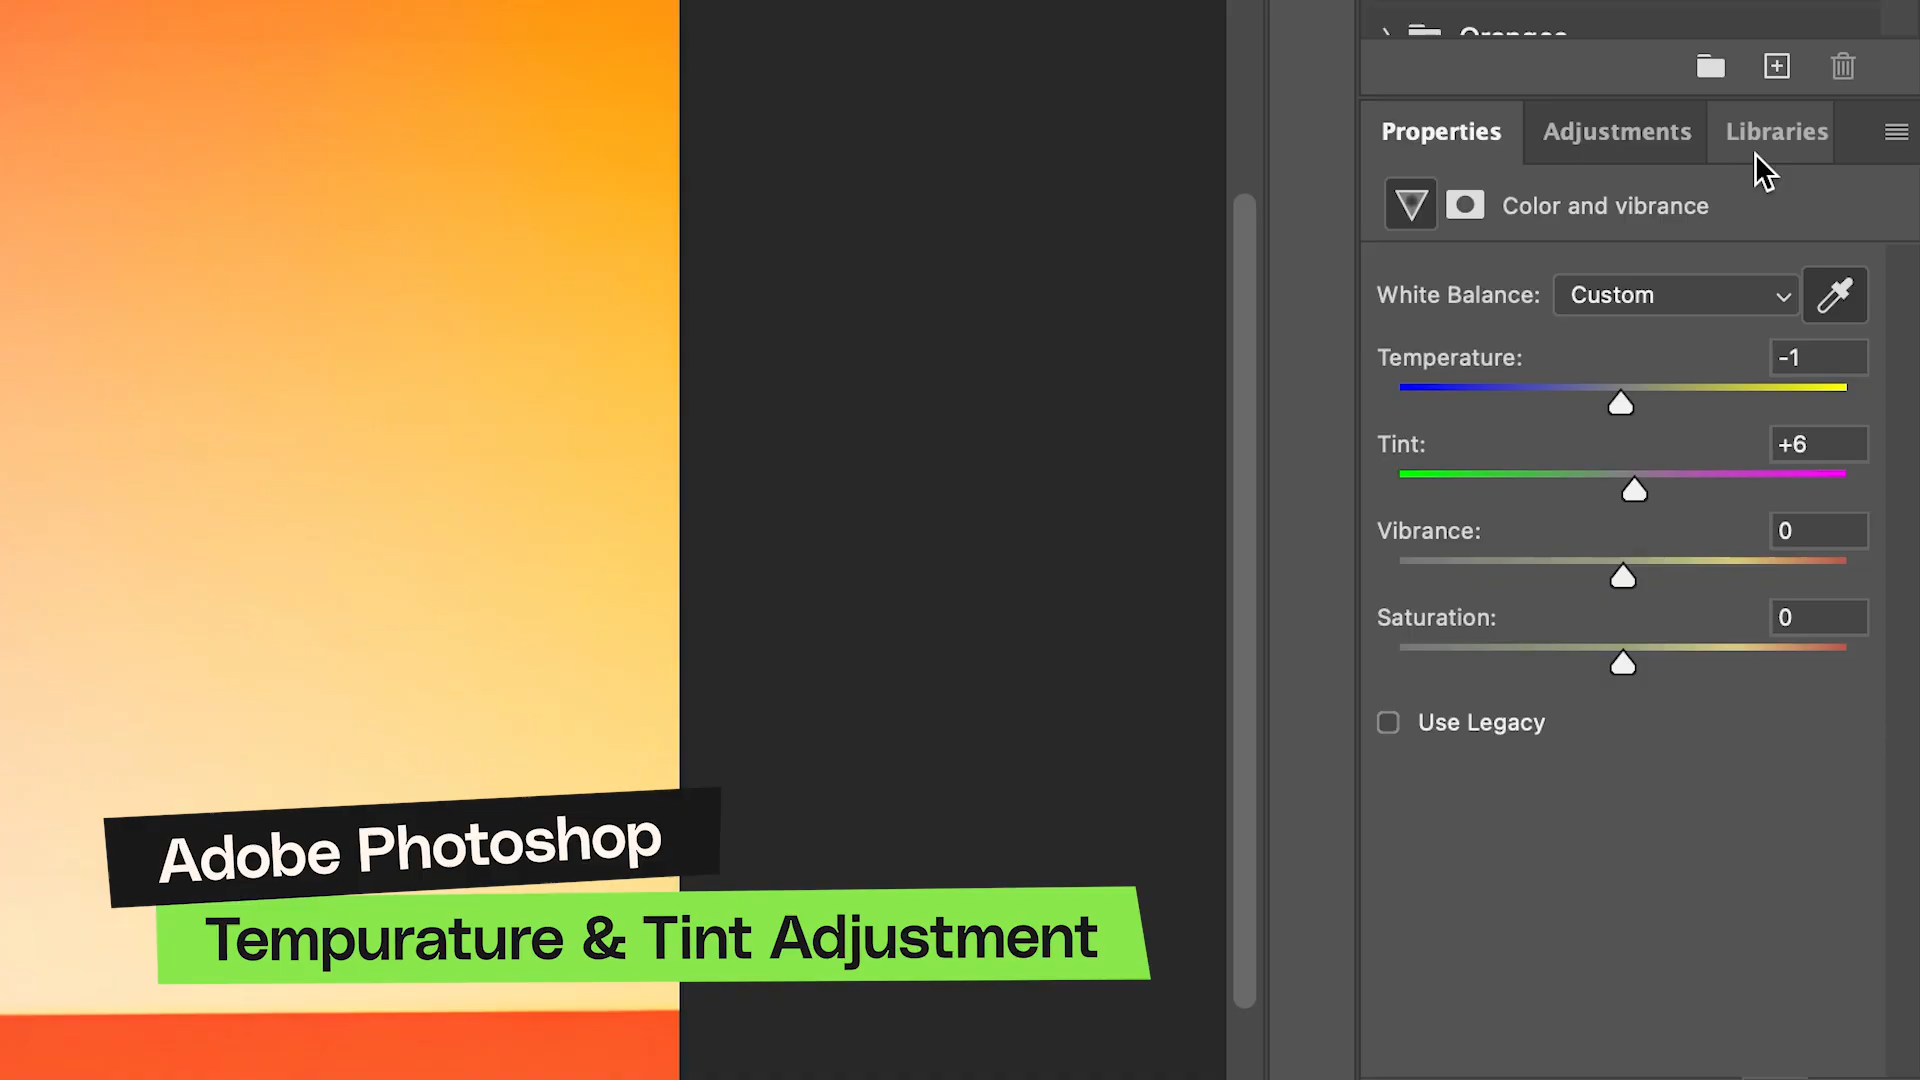 Oranges
Properties
Adjustments
Libraries
Color and vibrance
White Balance: Custom
Temperature: -1
Tint: +6
Vibrance: 0
Saturation: 0
Use Legacy
Adobe Photoshop
Tempurature & Tint Adjustment